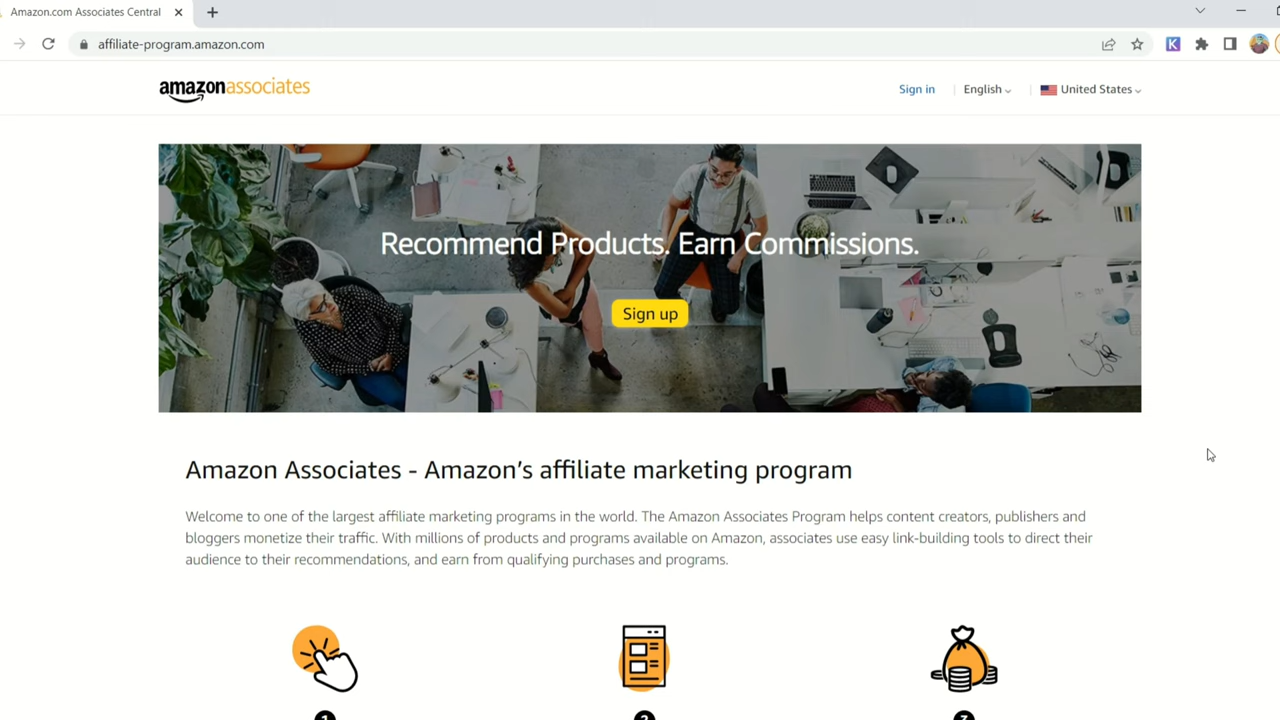 Amazon.com Associates Central
affiliate-program.amazon.com
amazonassociates
Sign in
English
United States
Recommend Products. Earn Commissions.
Sign up
Amazon Associates - Amazon's affiliate marketing program
Welcome to one of the largest affiliate marketing programs in the world. The Amazon Associates Program helps content creators, publishers and
bloggers monetize their traffic. With millions of products and programs available on Amazon, associates use easy link-building tools to direct their
audience to their recommendations, and earn from qualifying purchases and programs.